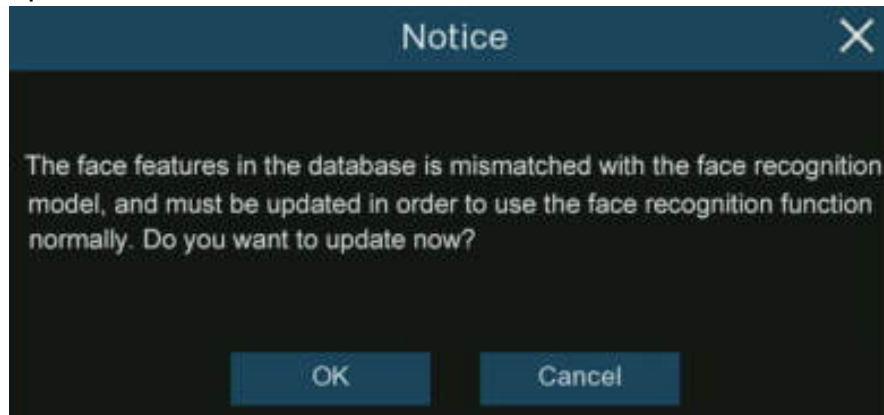 Notice
The face features in the database is mismatched with the face recognition
model, and must be updated in order to use the face recognition function
normally. Do you want to update now?
OK Cancel